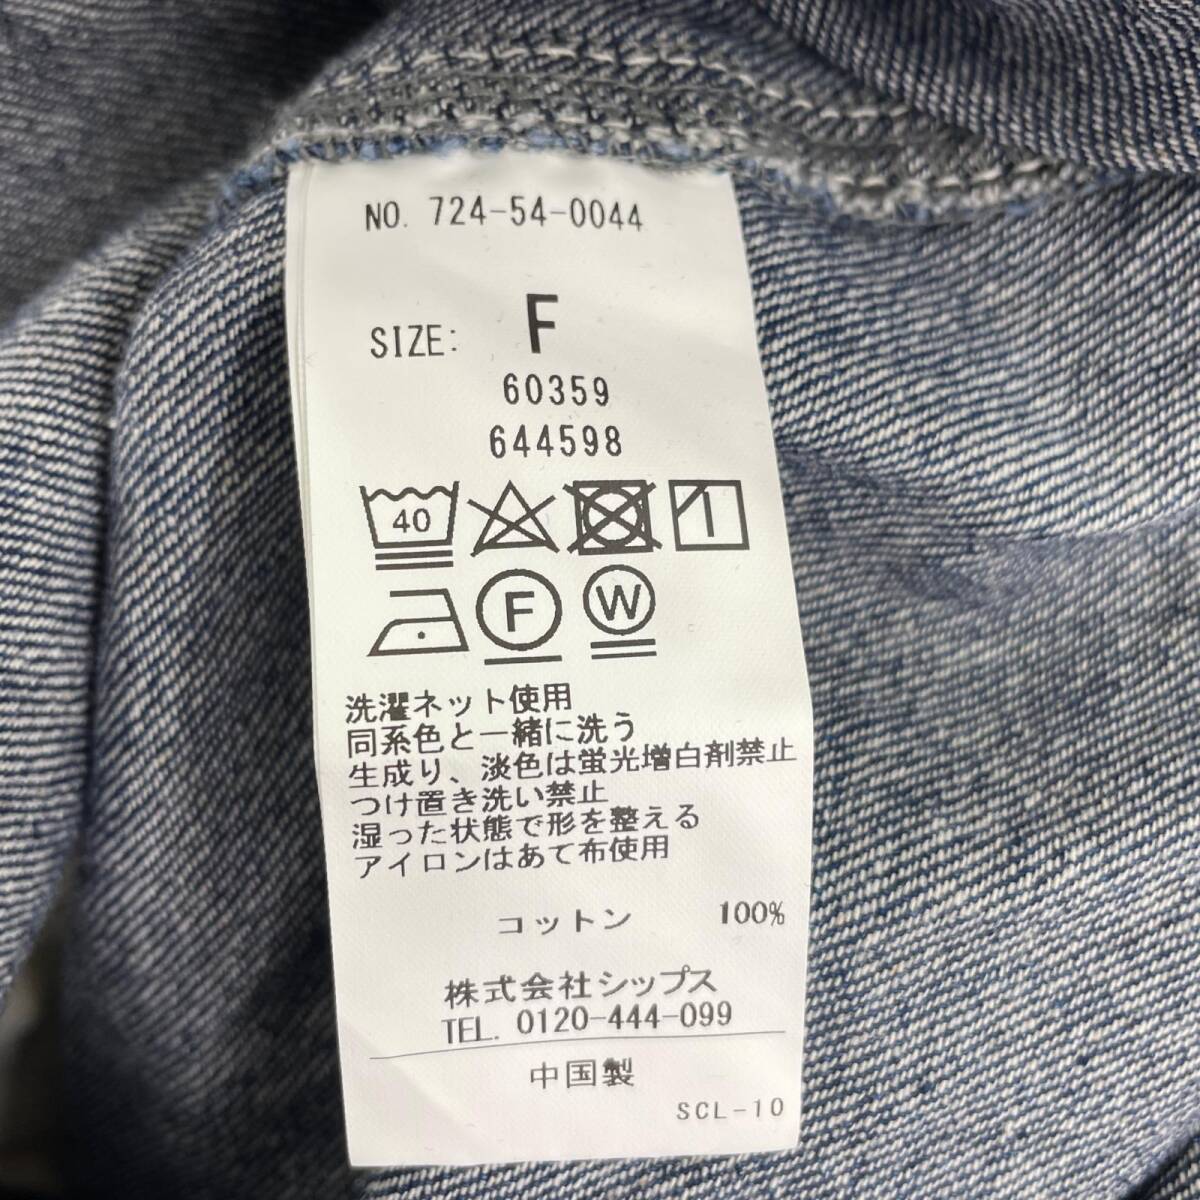 NO. 724-54-0044
SIZE: F
60359
644598
40
F W
洗濯ネット使用
同系色と一緒に洗う
生成り、淡色は蛍光増白剤禁止
つけ置き洗い禁止
湿った状態で形を整える
アイロンはあて布使用
コットン 100%
株式会社シップス
TEL. 0120-444-099
中国製
SCL-10